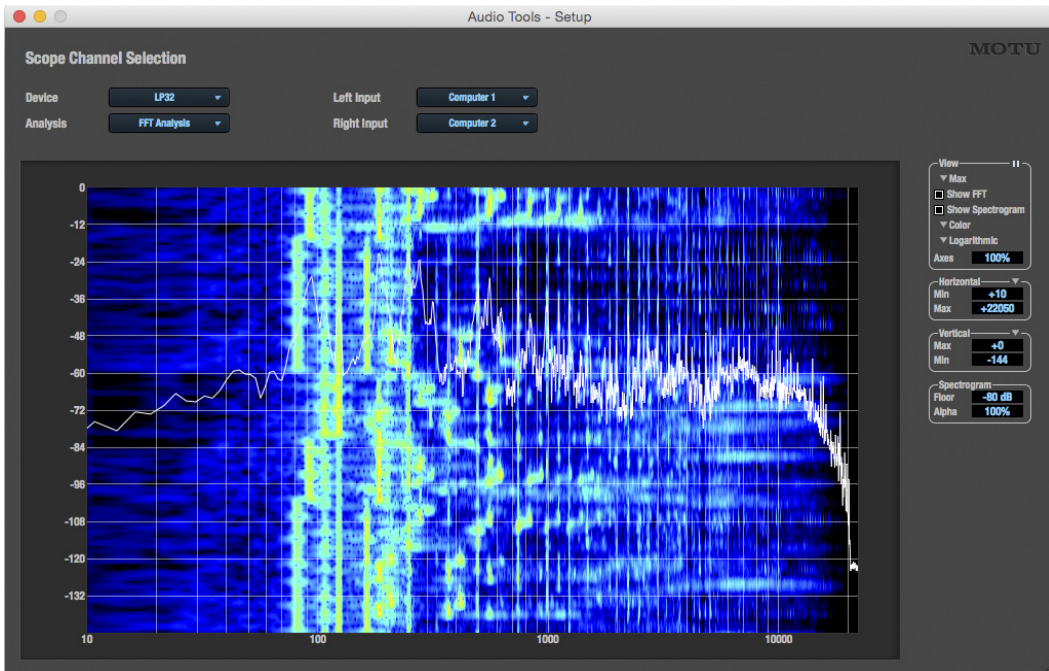 Audio Tools - Setup
MOTU
Scope Channel Selection
Device LP32 Left Input Computer 1
Analysis FFT Analysis Right Input Computer 2
View
Max
Show FFT
Show Spectrogram
Color
Logarithmic
Axes 100%
Horizontal
Min +10
Max +22050
Vertical
Max +0
Min -144
Spectrogram
Floor -80 dB
Alpha 100%
0
-12
-24
-36
-48
-60
-72
-84
-96
-108
-120
-132
10 100 1000 10000